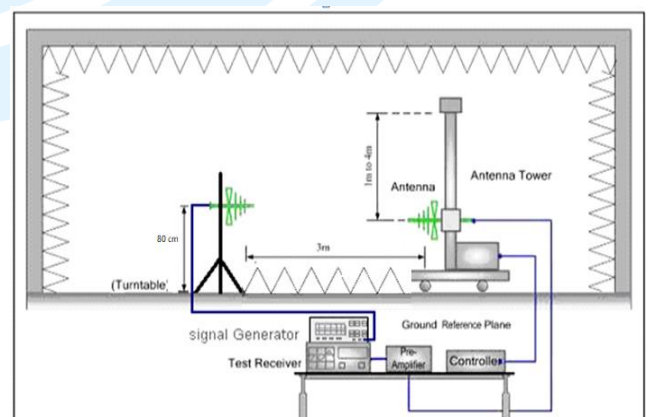 1m to 4m
Antenna
Antenna Tower
80 cm
3m
(Turntable)
signal Generator
Ground Reference Plane
Test Receiver
Pre-
Amplifier
Controller